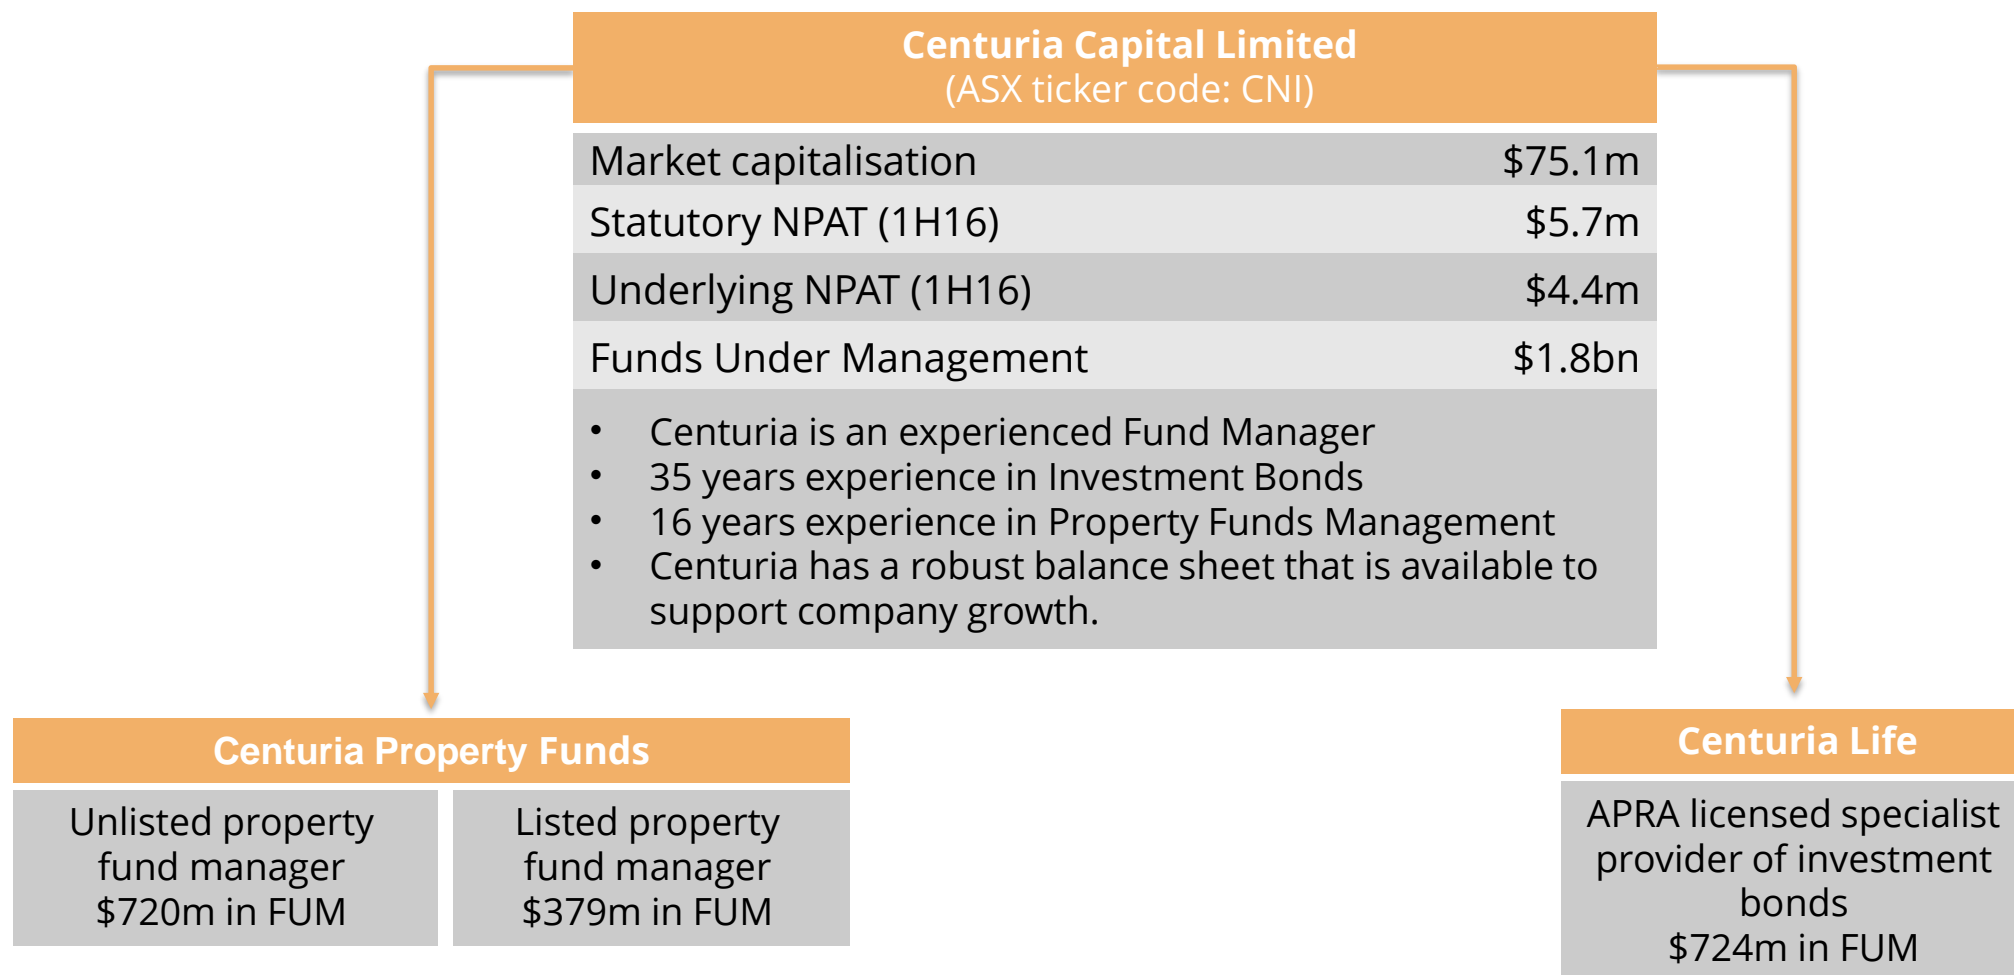 Centuria Capital Limited
(ASX ticker code: CNI)
Market capitalisation $75.1m
Statutory NPAT (1H16) $5.7m
Underlying NPAT (1H16) $4.4m
Funds Under Management $1.8bn
• Centuria is an experienced Fund Manager
• 35 years experience in Investment Bonds
• 16 years experience in Property Funds Management
• Centuria has a robust balance sheet that is available to
support company growth.
Centuria Property Funds
Unlisted property
fund manager
$720m in FUM
Listed property
fund manager
$379m in FUM
Centuria Life
APRA licensed specialist
provider of investment
bonds
$724m in FUM